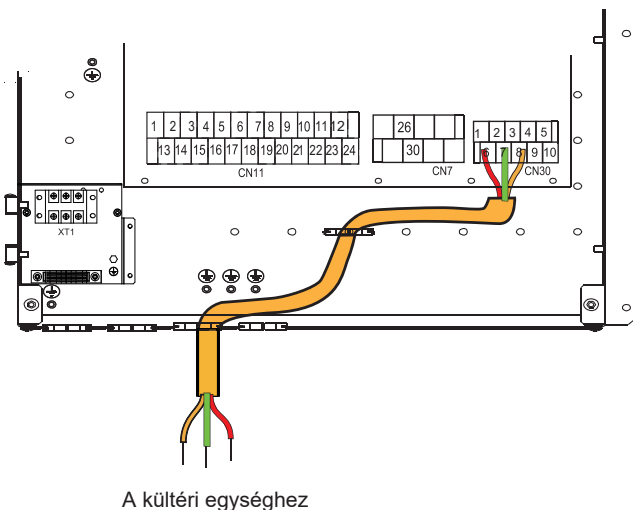 1 2 3 4 5 6 7 8 9 10 11 12
13 14 15 16 17 18 19 20 21 22 23 24
CN11
26
30
CN7
1 2 3 4 5
6 7 8 9 10
CN30
XT1
A kültéri egységhez